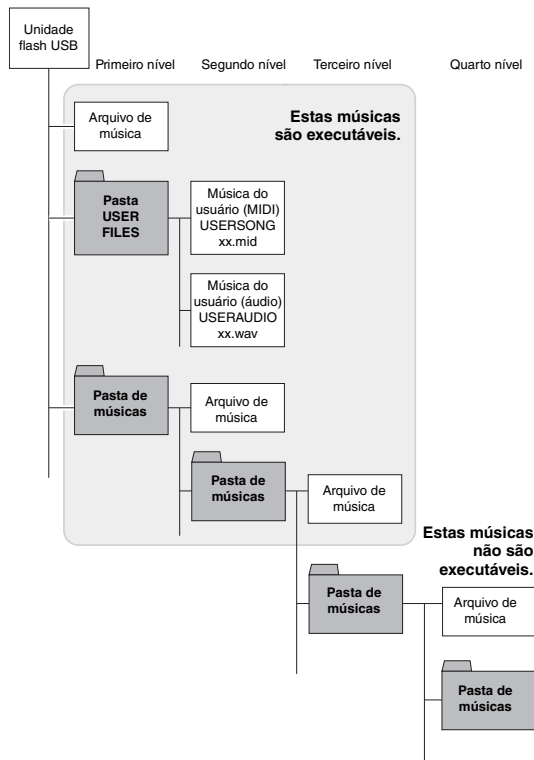 Unidade
flash USB
Primeiro nível
Segundo nível
Terceiro nível
Quarto nível
Arquivo de
música
Estas músicas
são executáveis.
Pasta
USER
FILES
Música do
usuário (MIDI)
USERSONG
xx.mid
Música do
usuário (áudio)
USERAUDIO
xx.wav
Pasta de
músicas
Arquivo de
música
Pasta de
músicas
Arquivo de
música
Estas músicas
não são
executáveis.
Pasta de
músicas
Arquivo de
música
Pasta de
músicas